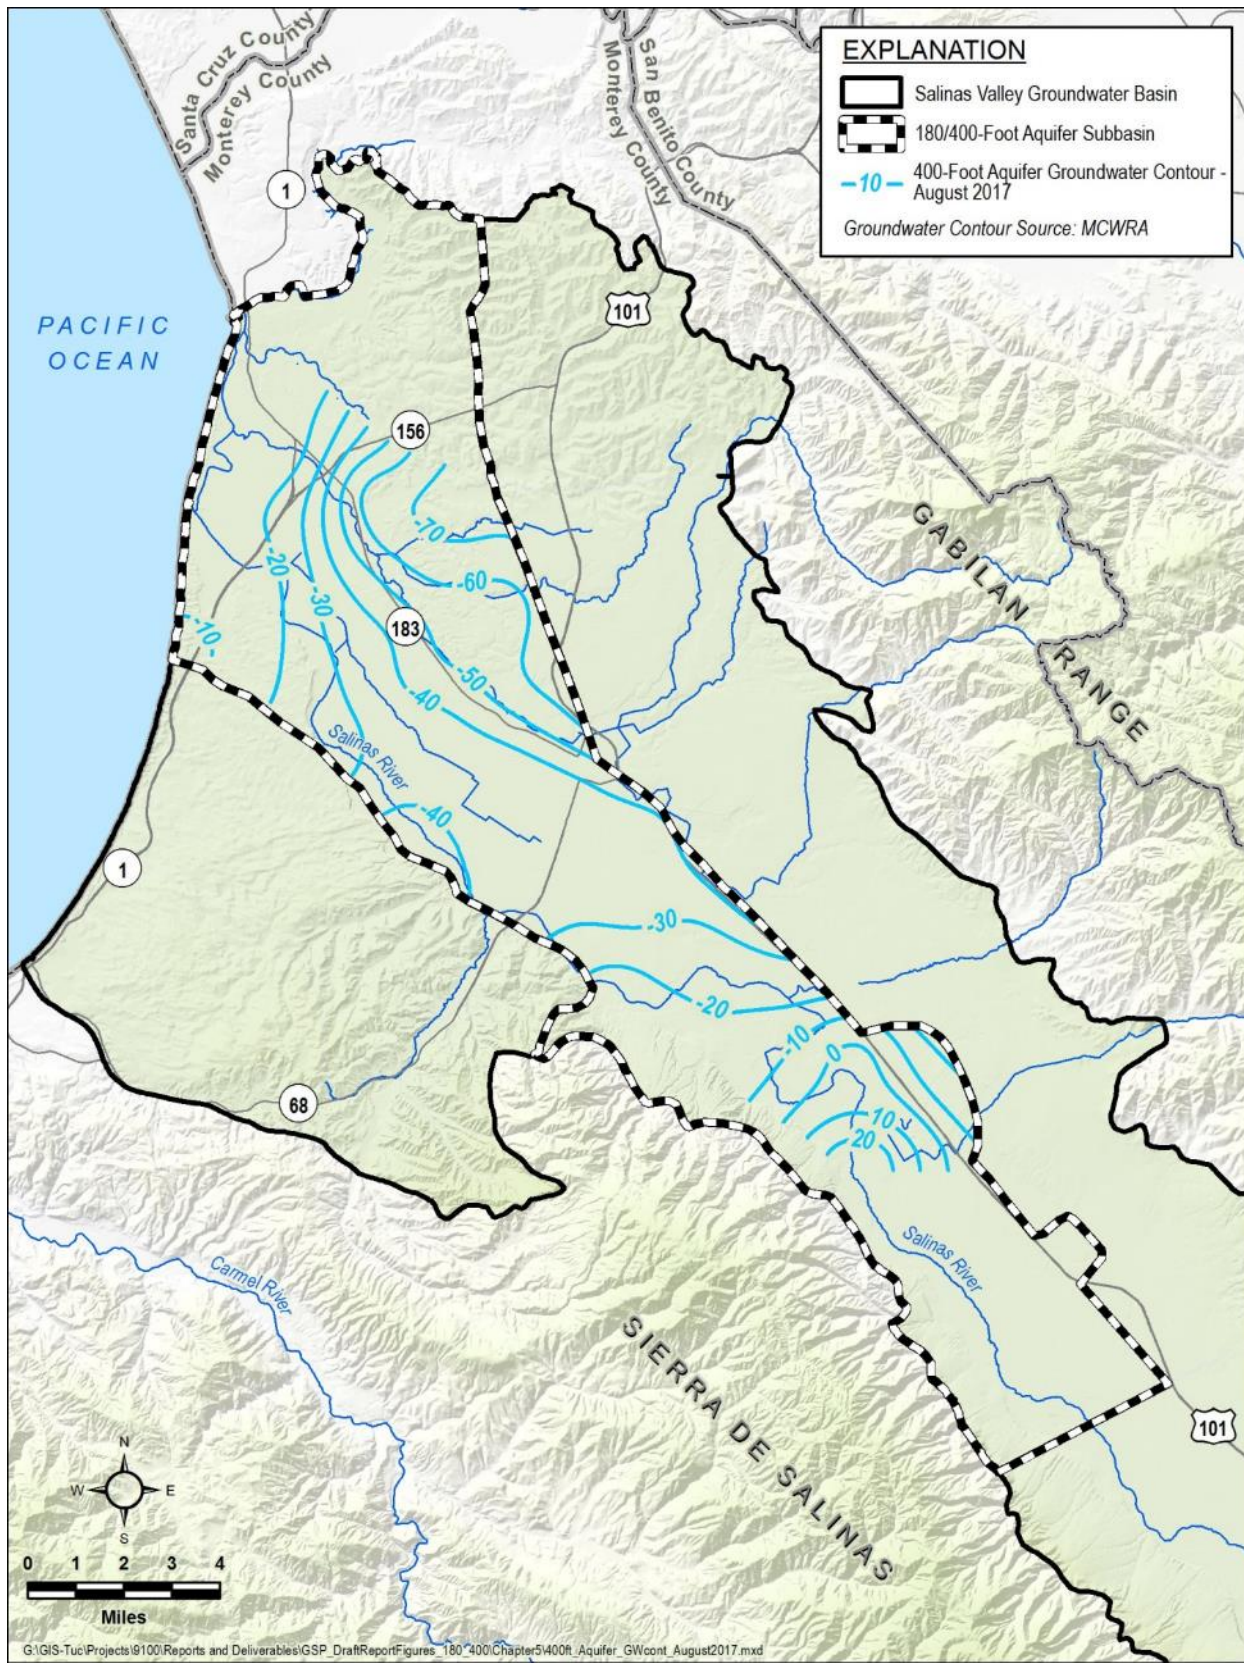 EXPLANATION
Salinas Valley Groundwater Basin
180/400-Foot Aquifer Subbasin
-10-
400-Foot Aquifer Groundwater Contour -
August 2017
Groundwater Contour Source: MCWRA
Santa Cruz County
Monterey County
San Benito County
Monterey County
1
101
PACIFIC
OCEAN
156
-70
-60
-20
-30
-10
183
-50
-40
GABILAN
RANGE
Salinas River
-40
1
-30
-20
-10
0
10
20
68
Salinas River
Carmel River
SIERRA DE SALINAS
101
N
W
E
S
0 1 2 3 4
Miles
G:\GIS-Tuc\Projects\9100\Reports and Deliverables\GSP_DraftReportFigures_180_400\Chapter5\400ft_Aquifer_GWcont_August2017.mxd